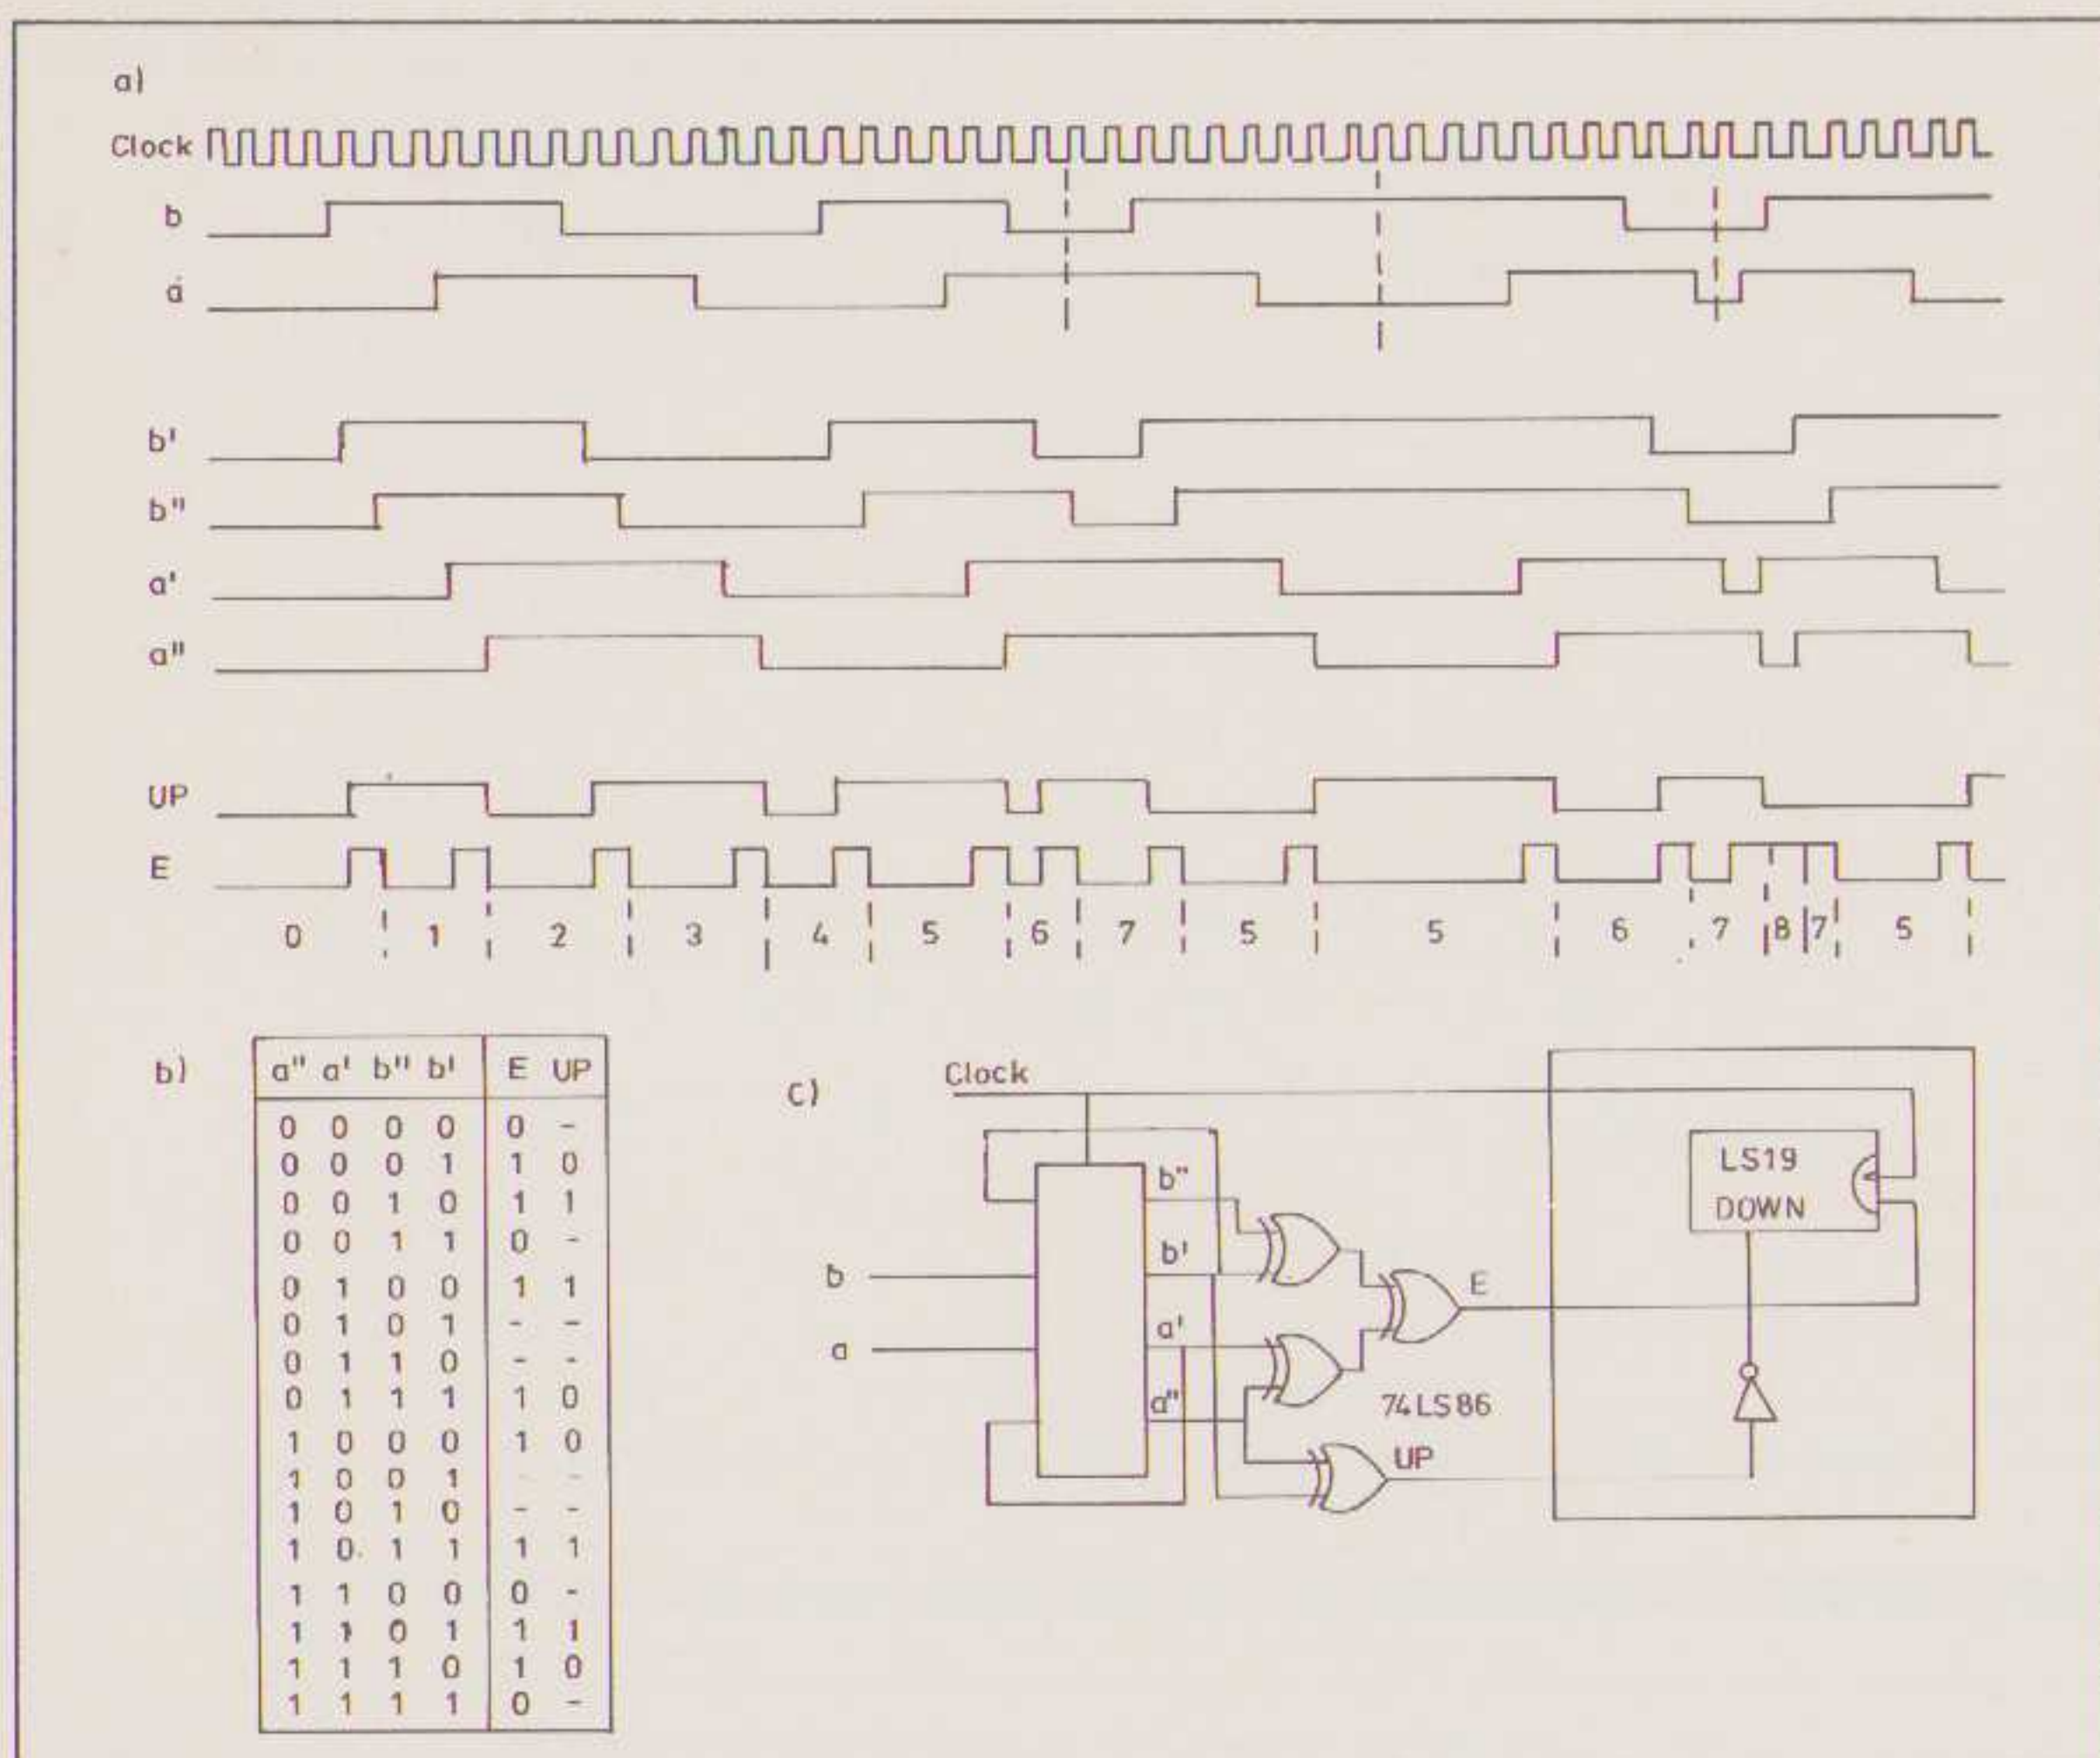 a)
Clock
b
a
b'
b"
a'
a"
UP
E
0 1 2 3 4 5 6 7 5 5 6 7 8 7 5
b)
a" a' b" b' E UP
0 0 0 0 0 -
0 0 0 1 1 0
0 0 1 0 1 1
0 0 1 1 0 -
0 1 0 0 1 1
0 1 0 1 - -
0 1 1 0 - -
0 1 1 1 1 0
1 0 0 0 1 0
1 0 0 1 - -
1 0 1 0 - -
1 0 1 1 1 1
1 1 0 0 0 -
1 1 0 1 1 1
1 1 1 0 1 0
1 1 1 1 0 -
c)
Clock
b"
b'
a'
a"
b
a
E
74LS86
UP
LS19
DOWN